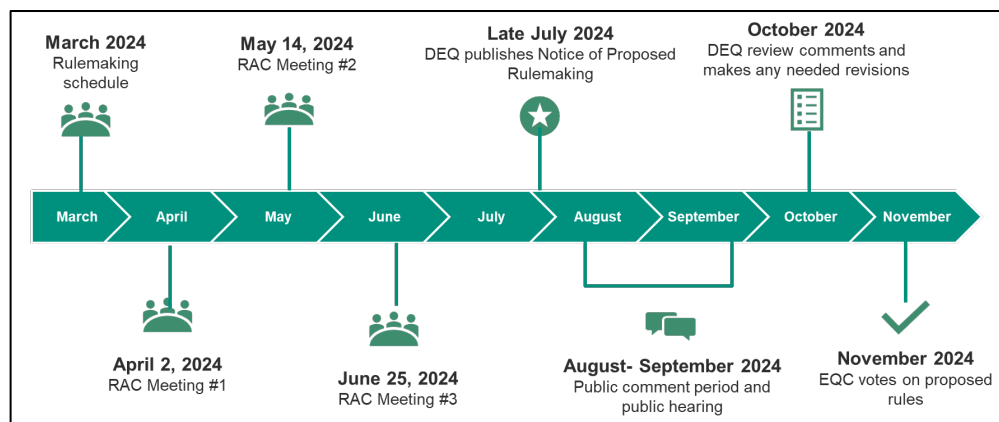 March 2024
Rulemaking
schedule
May 14, 2024
RAC Meeting #2
Late July 2024
DEQ publishes Notice of Proposed
Rulemaking
October 2024
DEQ review comments and
makes any needed revisions
March
April
May
June
July
August
September
October
November
April 2, 2024
RAC Meeting #1
June 25, 2024
RAC Meeting #3
August- September 2024
Public comment period and
public hearing
November 2024
EQC votes on proposed
rules